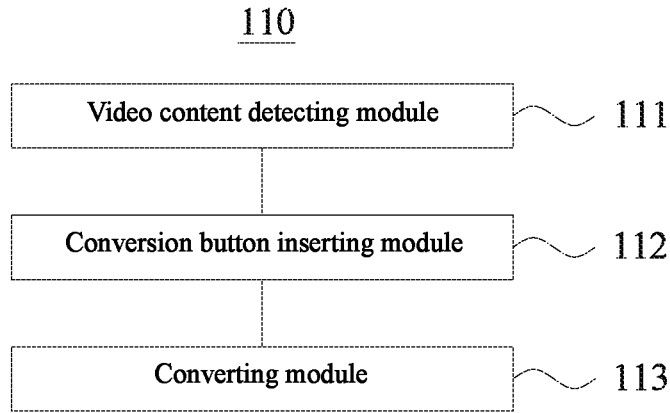 110
Video content detecting module 111
Conversion button inserting module 112
Converting module 113